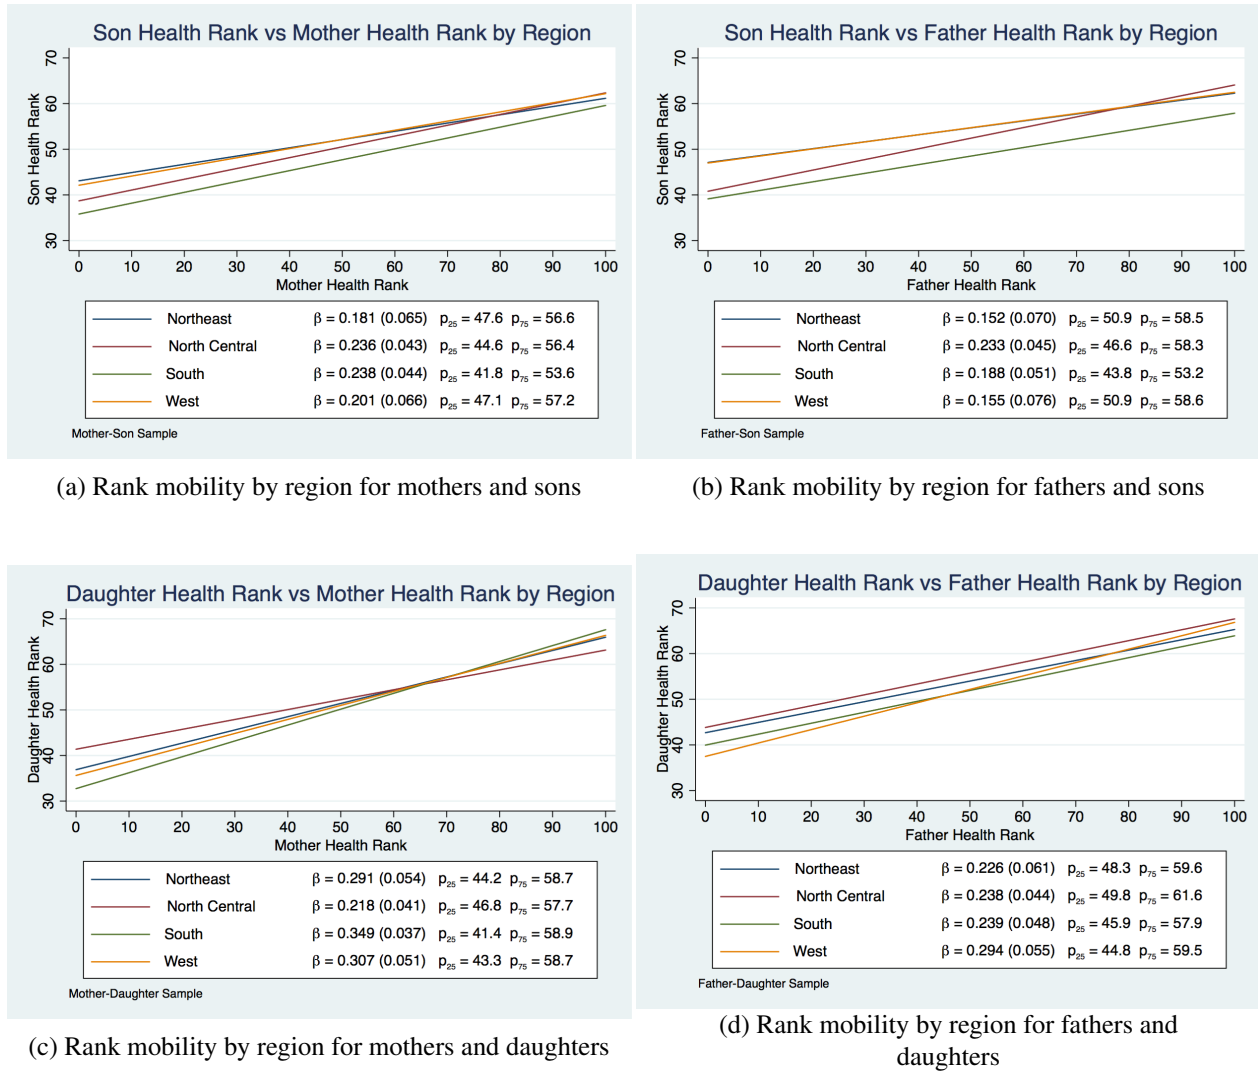 Son Health Rank vs Mother Health Rank by Region
Son Health Rank
70
60
50
40
30
0 10 20 30 40 50 60 70 80 90 100
Mother Health Rank
Northeast β = 0.181 (0.065) p25 = 47.6 p75 = 56.6
North Central β = 0.236 (0.043) p25 = 44.6 p75 = 56.4
South β = 0.238 (0.044) p25 = 41.8 p75 = 53.6
West β = 0.201 (0.066) p25 = 47.1 p75 = 57.2
Mother-Son Sample
(a) Rank mobility by region for mothers and sons
Son Health Rank vs Father Health Rank by Region
Son Health Rank
70
60
50
40
30
0 10 20 30 40 50 60 70 80 90 100
Father Health Rank
Northeast β = 0.152 (0.070) p25 = 50.9 p75 = 58.5
North Central β = 0.233 (0.045) p25 = 46.6 p75 = 58.3
South β = 0.188 (0.051) p25 = 43.8 p75 = 53.2
West β = 0.155 (0.076) p25 = 50.9 p75 = 58.6
Father-Son Sample
(b) Rank mobility by region for fathers and sons
Daughter Health Rank vs Mother Health Rank by Region
Daughter Health Rank
70
60
50
40
30
0 10 20 30 40 50 60 70 80 90 100
Mother Health Rank
Northeast β = 0.291 (0.054) p25 = 44.2 p75 = 58.7
North Central β = 0.218 (0.041) p25 = 46.8 p75 = 57.7
South β = 0.349 (0.037) p25 = 41.4 p75 = 58.9
West β = 0.307 (0.051) p25 = 43.3 p75 = 58.7
Mother-Daughter Sample
(c) Rank mobility by region for mothers and daughters
Daughter Health Rank vs Father Health Rank by Region
Daughter Health Rank
70
60
50
40
30
0 10 20 30 40 50 60 70 80 90 100
Father Health Rank
Northeast β = 0.226 (0.061) p25 = 48.3 p75 = 59.6
North Central β = 0.238 (0.044) p25 = 49.8 p75 = 61.6
South β = 0.239 (0.048) p25 = 45.9 p75 = 57.9
West β = 0.294 (0.055) p25 = 44.8 p75 = 59.5
Father-Daughter Sample
(d) Rank mobility by region for fathers and
daughters